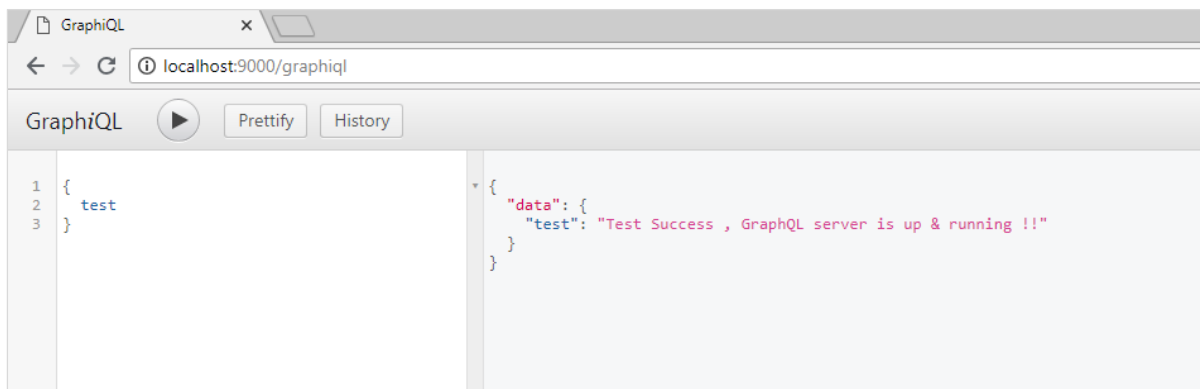 GraphiQL
localhost:9000/graphiql
GraphiQL Prettify History
1 {
2 test
3 }
{
"data": {
"test": "Test Success , GraphQL server is up & running !!"
}
}